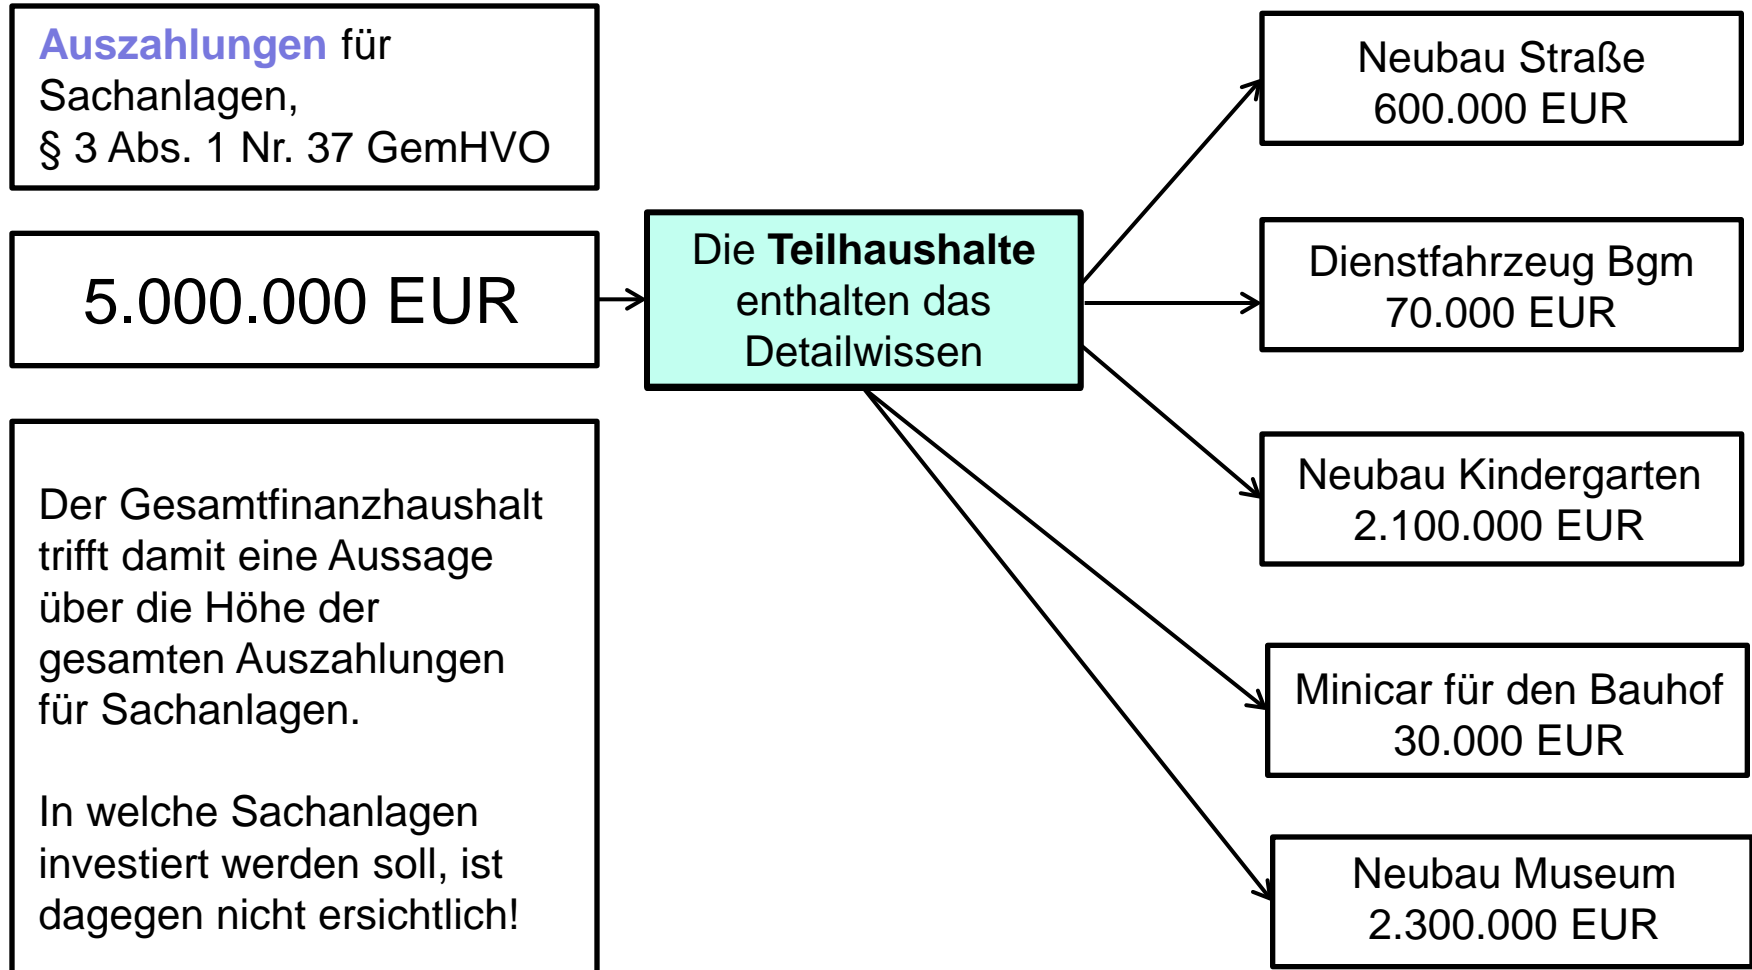 Auszahlungen für
Sachanlagen,
§ 3 Abs. 1 Nr. 37 GemHVO
5.000.000 EUR
Der Gesamtfinanzhaushalt
trifft damit eine Aussage
über die Höhe der
gesamten Auszahlungen
für Sachanlagen.
In welche Sachanlagen
investiert werden soll, ist
dagegen nicht ersichtlich!
Die Teilhaushalte
enthalten das
Detailwissen
Neubau Straße
600.000 EUR
Dienstfahrzeug Bgm
70.000 EUR
Neubau Kindergarten
2.100.000 EUR
Minicar für den Bauhof
30.000 EUR
Neubau Museum
2.300.000 EUR